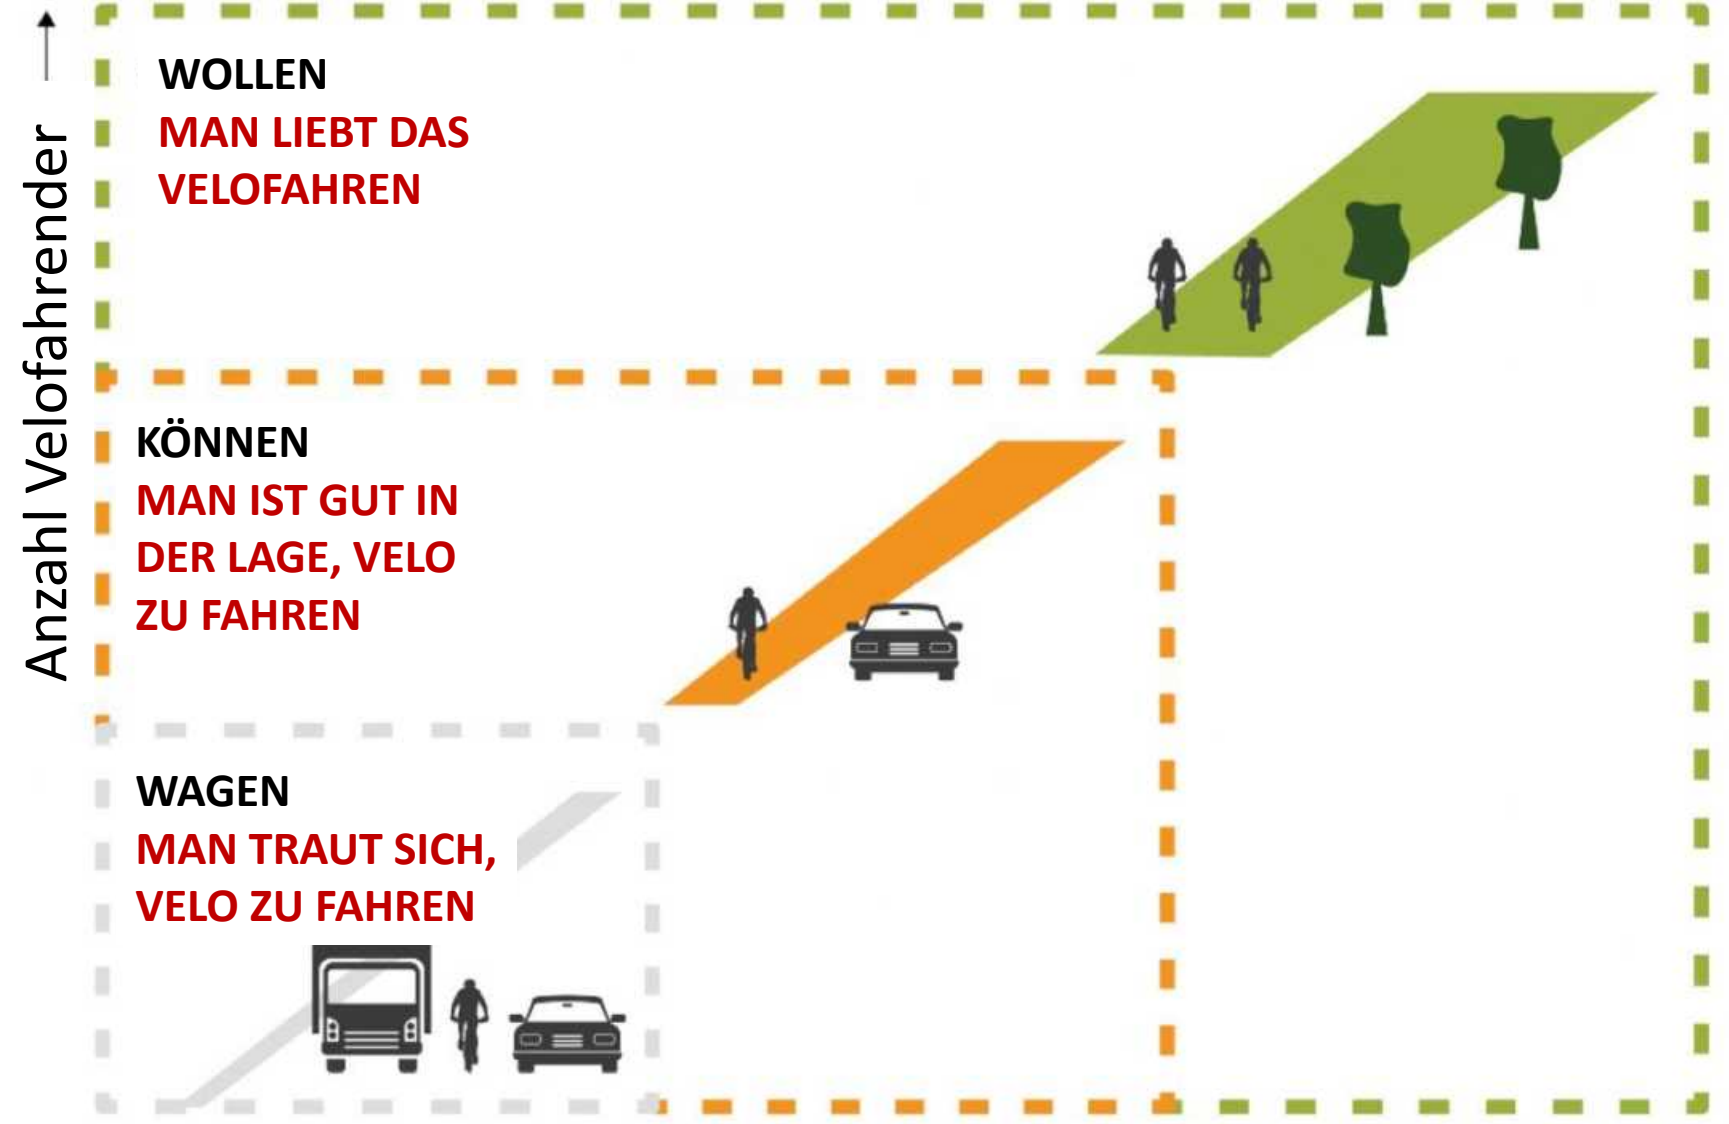 Anzahl Velofahrender
WOLLEN
MAN LIEBT DAS
VELOFAHREN
KÖNNEN
MAN IST GUT IN
DER LAGE, VELO
ZU FAHREN
WAGEN
MAN TRAUT SICH,
VELO ZU FAHREN